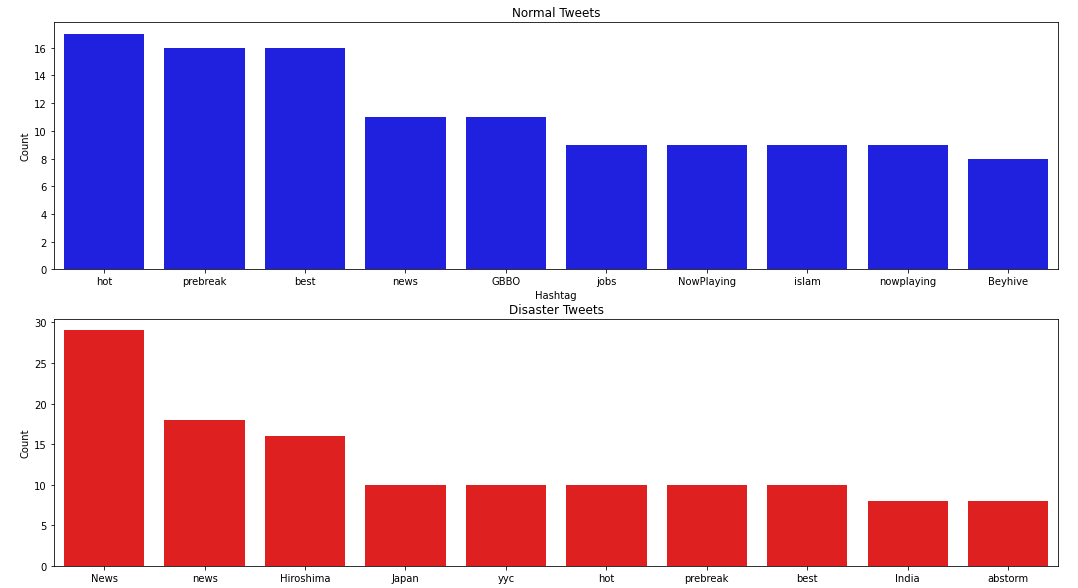 Normal Tweets
Count
16
14
12
10
8
6
4
2
0
hot prebreak best news GBBO jobs NowPlaying islam nowplaying Beyhive
Hashtag
Disaster Tweets
Count
30
25
20
15
10
5
0
News news Hiroshima Japan yyc hot prebreak best India abstorm